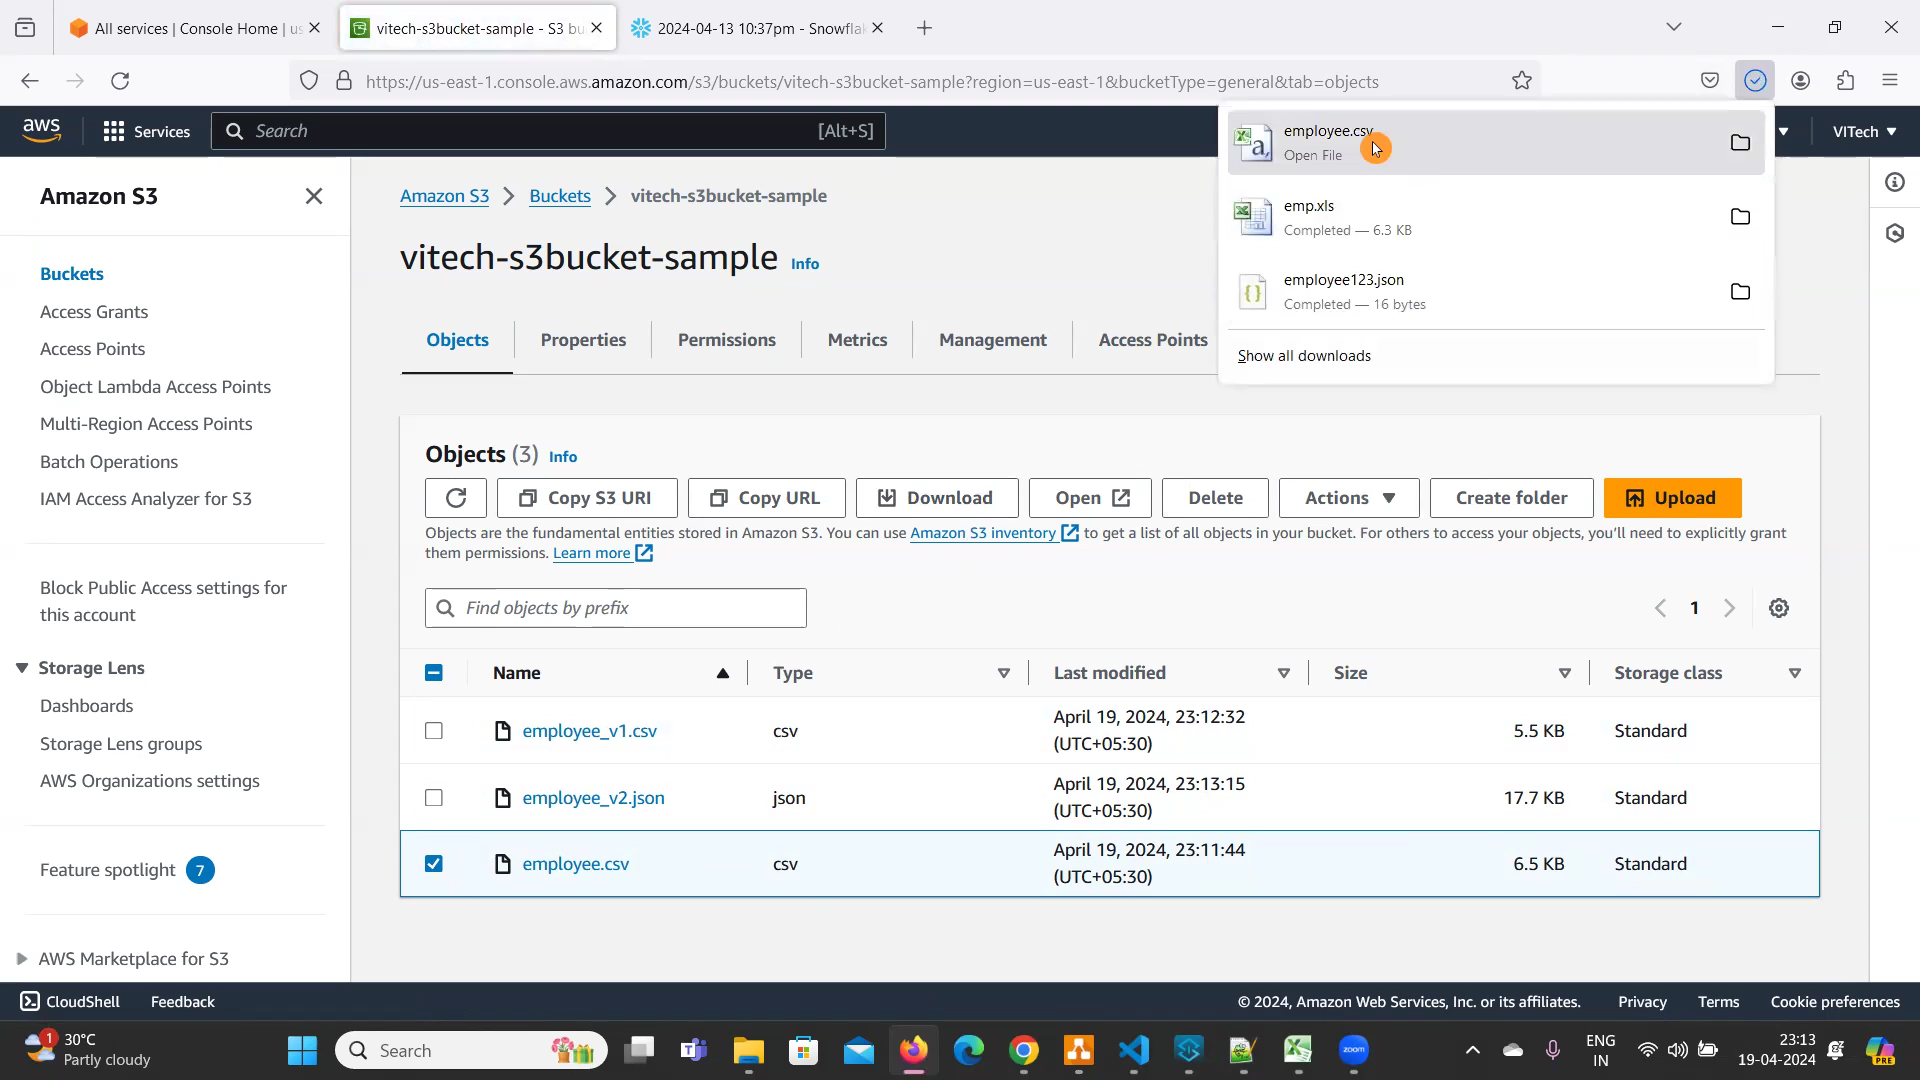 All services | Console Home | us
vitech-s3bucket-sample - S3 bu
2024-04-13 10:37pm - Snowflak
https://us-east-1.console.aws.amazon.com/s3/buckets/vitech-s3bucket-sample?region=us-east-1&bucketType=general&tab=objects
aws
Services
Search
[Alt+S]
VITech
employee.csv
Open File
emp.xls
Completed — 6.3 KB
employee123.json
Completed — 16 bytes
Show all downloads
Amazon S3
Buckets
Access Grants
Access Points
Object Lambda Access Points
Multi-Region Access Points
Batch Operations
IAM Access Analyzer for S3
Block Public Access settings for
this account
Storage Lens
Dashboards
Storage Lens groups
AWS Organizations settings
Feature spotlight 7
AWS Marketplace for S3
Amazon S3 > Buckets > vitech-s3bucket-sample
vitech-s3bucket-sample Info
Objects
Properties
Permissions
Metrics
Management
Access Points
Objects (3) Info
Copy S3 URI
Copy URL
Download
Open
Delete
Actions
Create folder
Upload
Objects are the fundamental entities stored in Amazon S3. You can use Amazon S3 inventory to get a list of all objects in your bucket. For others to access your objects, you'll need to explicitly grant
them permissions. Learn more
Find objects by prefix
1
Name Type Last modified Size Storage class
employee_v1.csv csv April 19, 2024, 23:12:32 (UTC+05:30) 5.5 KB Standard
employee_v2.json json April 19, 2024, 23:13:15 (UTC+05:30) 17.7 KB Standard
employee.csv csv April 19, 2024, 23:11:44 (UTC+05:30) 6.5 KB Standard
CloudShell
Feedback
© 2024, Amazon Web Services, Inc. or its affiliates.
Privacy
Terms
Cookie preferences
1
30°C
Partly cloudy
Search
zoom
ENG
IN
23:13
19-04-2024
PRE